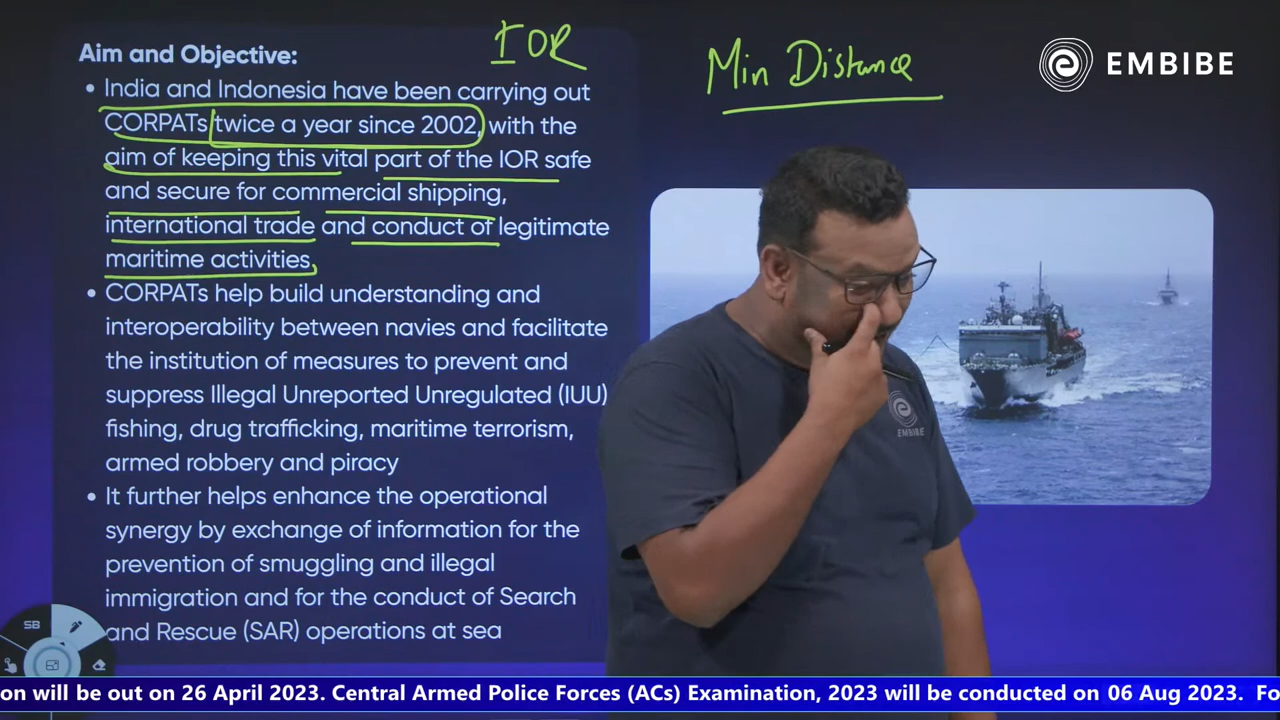 Aim and Objective:
IOR
Min Distance
EMBIBE
• India and Indonesia have been carrying out
CORPATs twice a year since 2002, with the
aim of keeping this vital part of the IOR safe
and secure for commercial shipping,
international trade and conduct of legitimate
maritime activities.
• CORPATs help build understanding and
interoperability between navies and facilitate
the institution of measures to prevent and
suppress Illegal Unreported Unregulated (IUU)
fishing, drug trafficking, maritime terrorism,
armed robbery and piracy
• It further helps enhance the operational
synergy by exchange of information for the
prevention of smuggling and illegal
immigration and for the conduct of Search
and Rescue (SAR) operations at sea
EMBIBE
SB
on will be out on 26 April 2023. Central Armed Police Forces (ACs) Examination, 2023 will be conducted on 06 Aug 2023. Fo